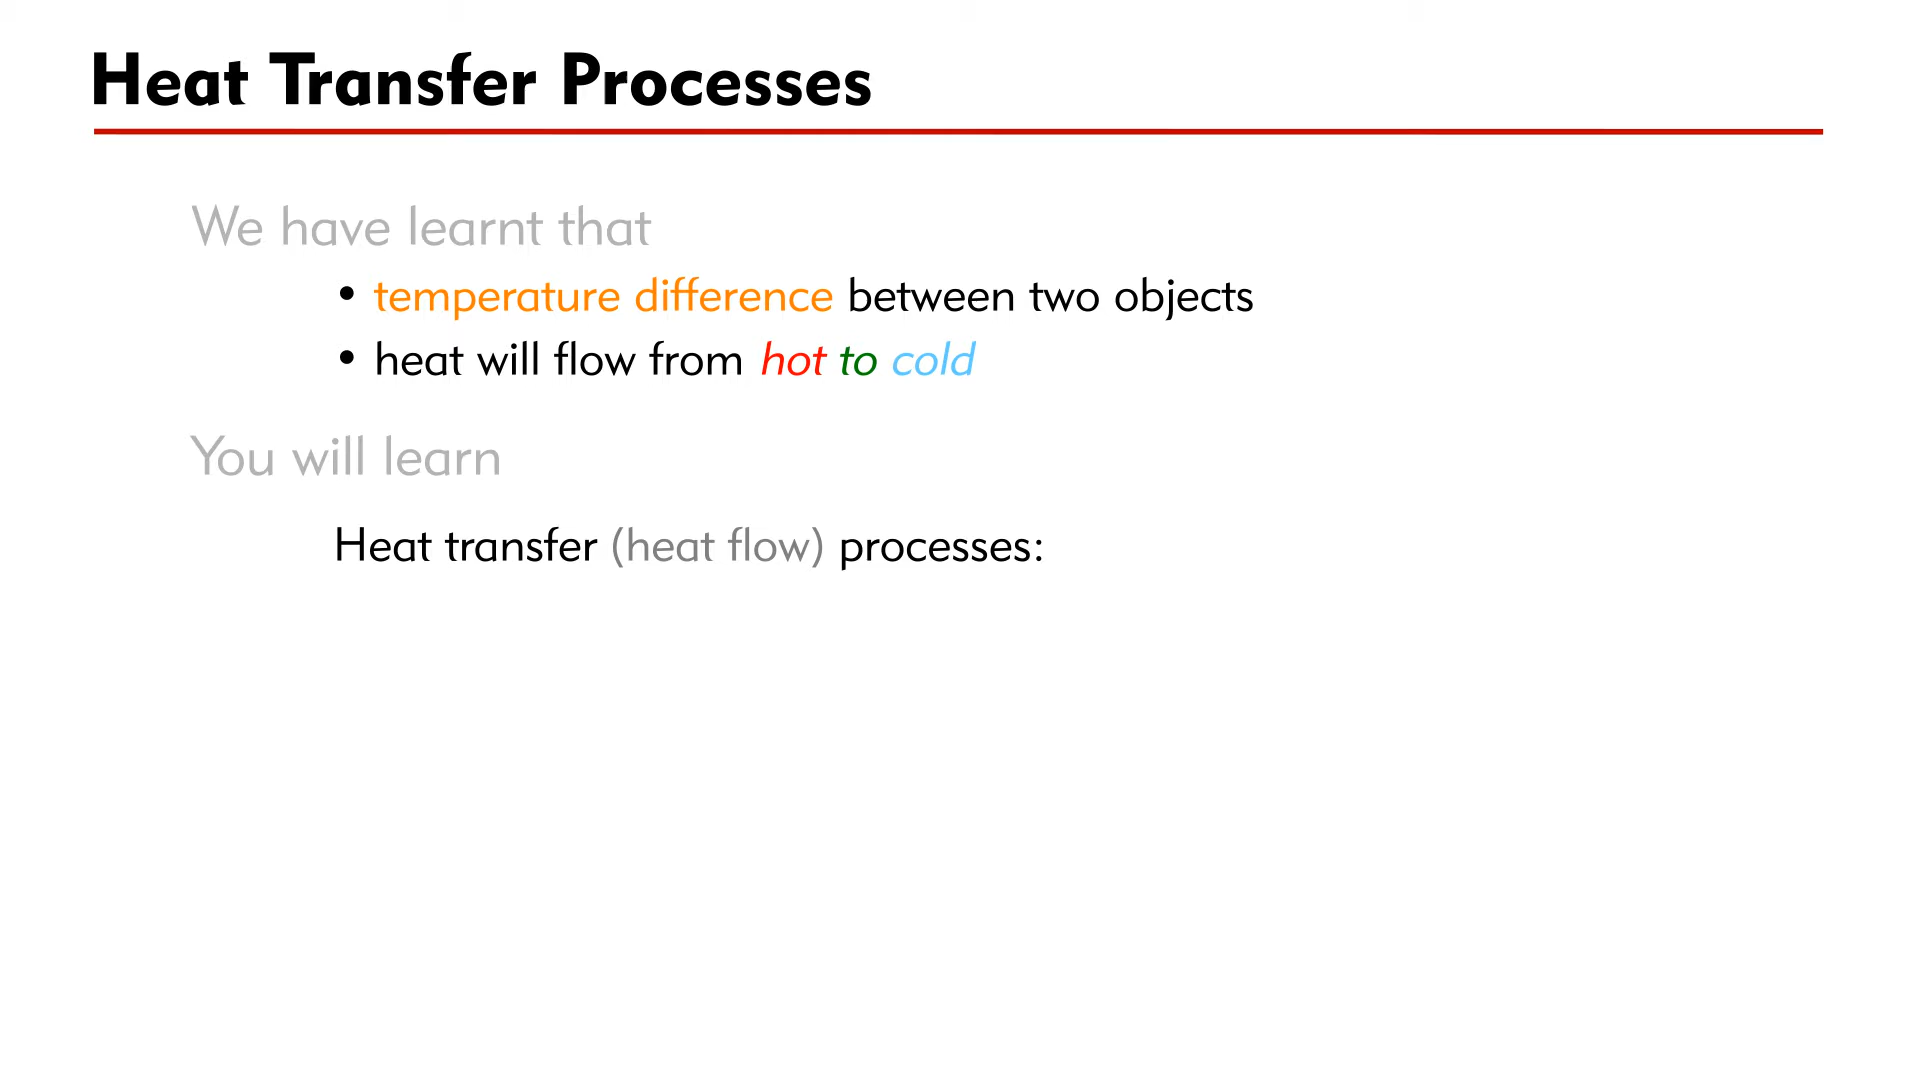 Heat Transfer Processes
We have learnt that
• temperature difference between two objects
• heat will flow from hot to cold
You will learn
Heat transfer (heat flow) processes: